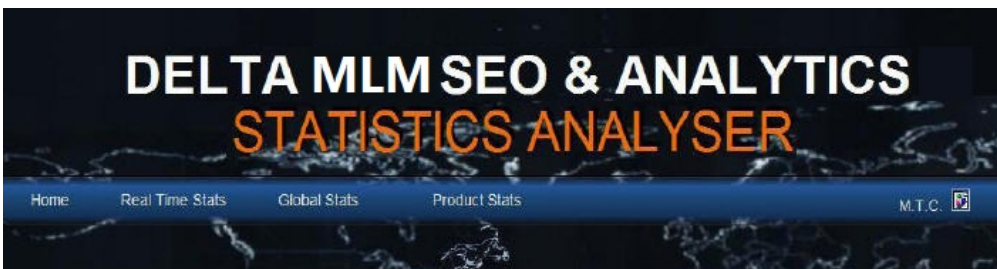 DELTA MLM SEO & ANALYTICS
STATISTICS ANALYSER
Home Real Time Stats Global Stats Product Stats M.T.C.